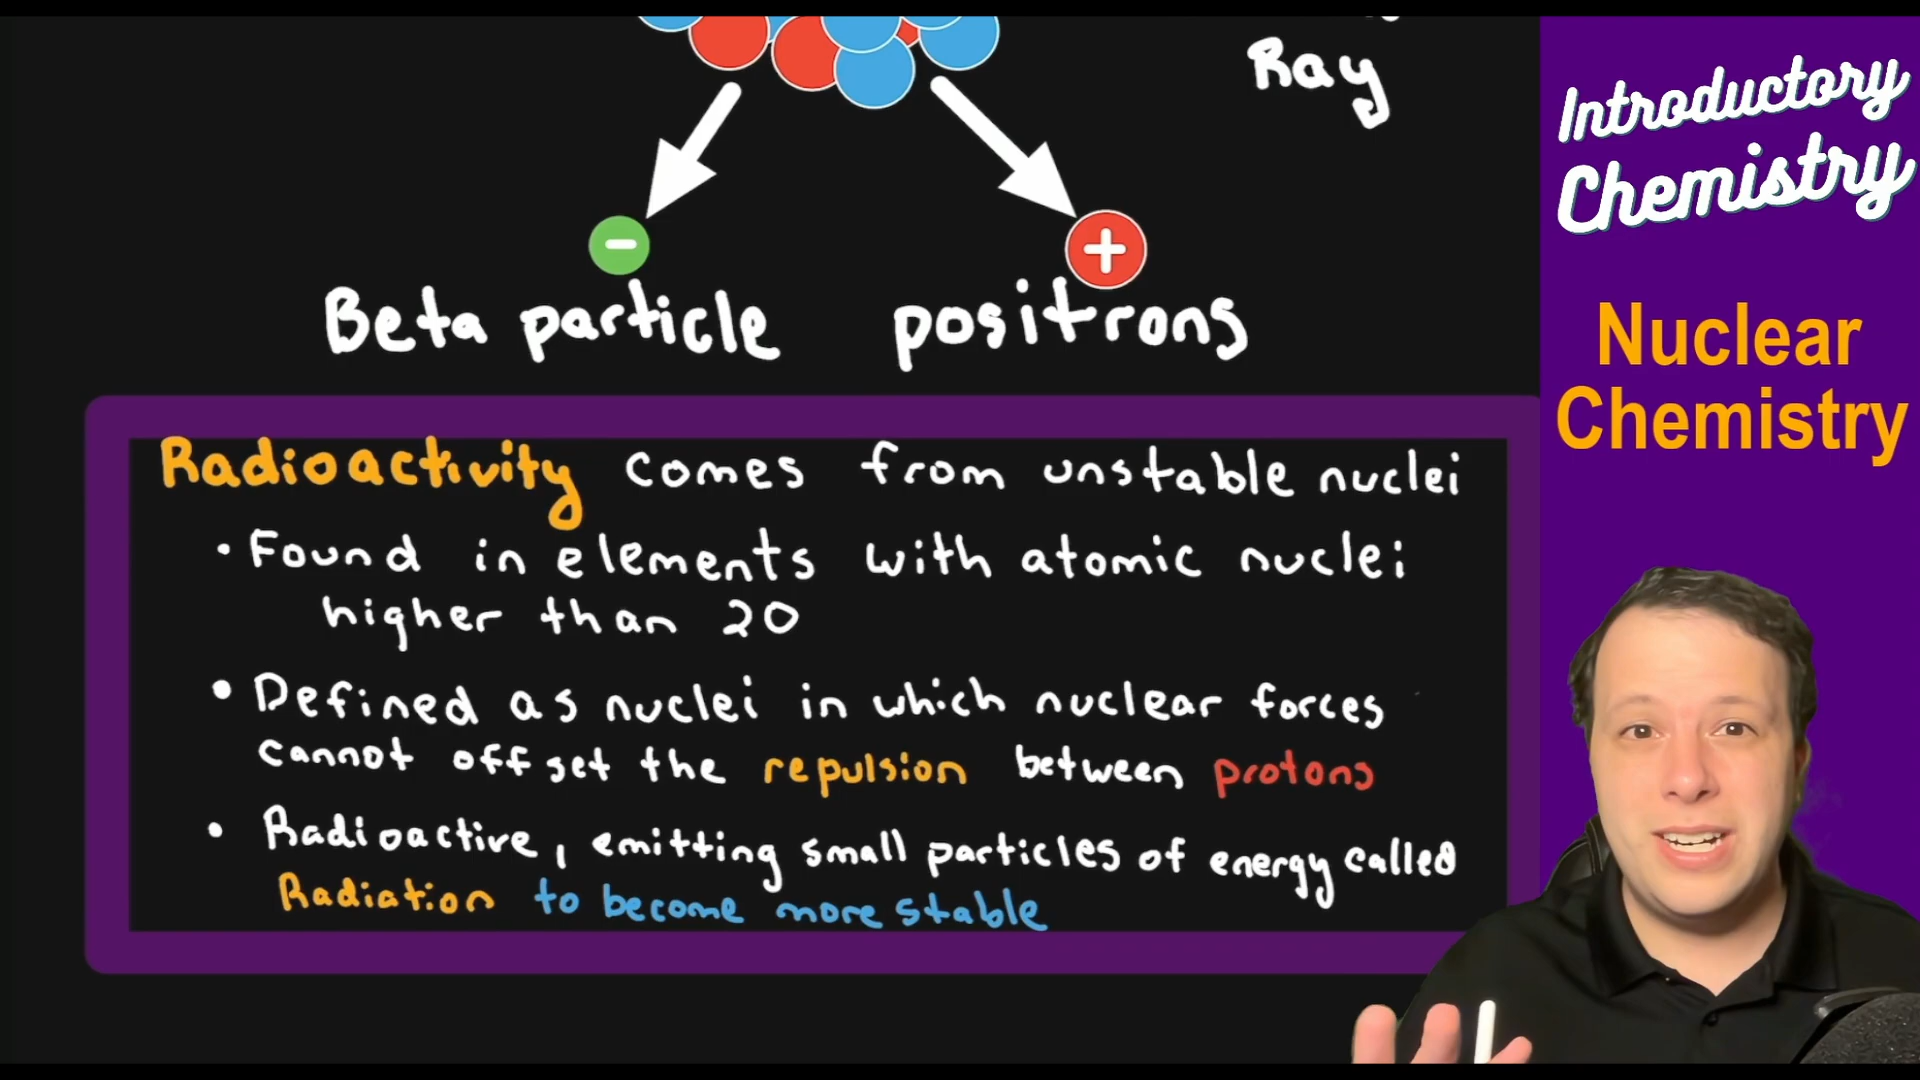 Ray
−
+
Beta particle
positrons
Radioactivity comes from unstable nuclei
• Found in elements with atomic nuclei
higher than 20
• Defined as nuclei in which nuclear forces
cannot offset the repulsion between protons
• Radioactive, emitting small particles of energy called
Radiation to become more stable
Introductory
Chemistry
Nuclear
Chemistry